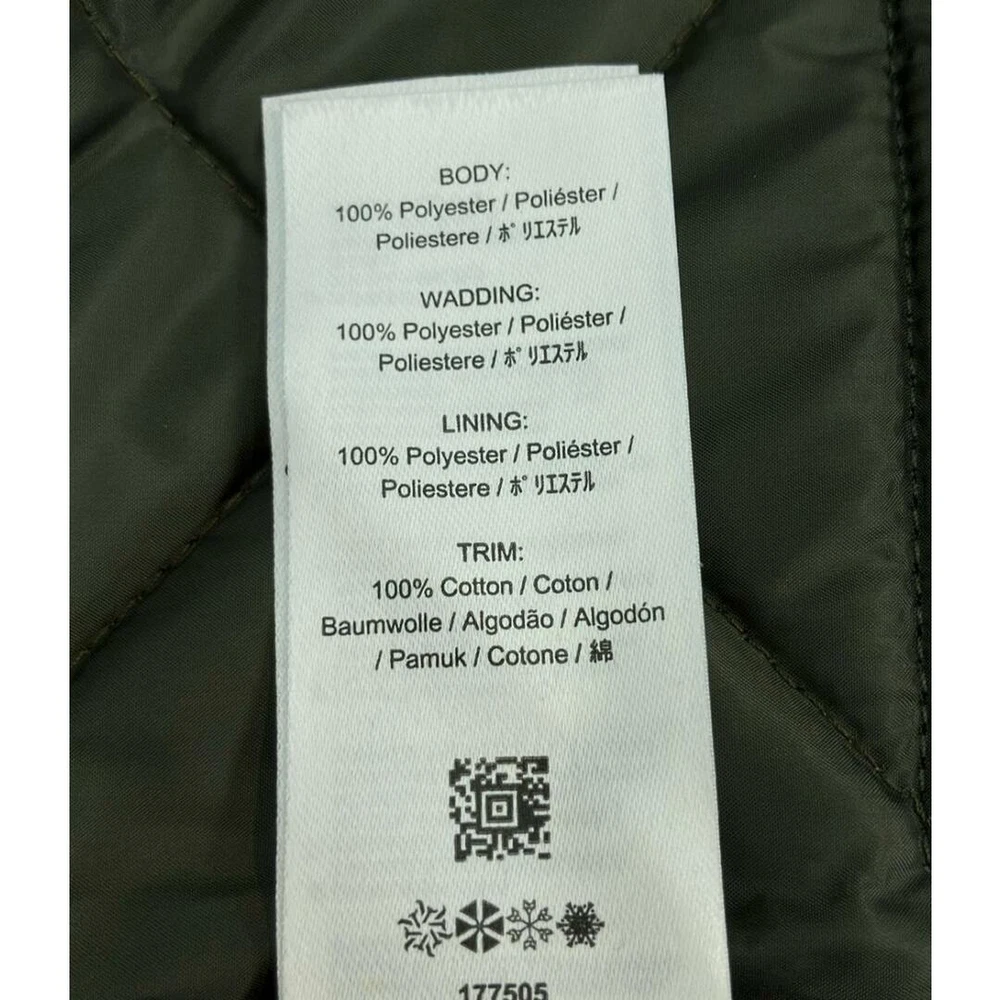 BODY:
100% Polyester / Poliéster /
Poliestere / ポリエステル
WADDING:
100% Polyester / Poliéster /
Poliestere / ポリエステル
LINING:
100% Polyester / Poliéster /
Poliestere / ポリエステル
TRIM:
100% Cotton / Coton /
Baumwolle / Algodão / Algodón
/ Pamuk / Cotone / 綿
177505